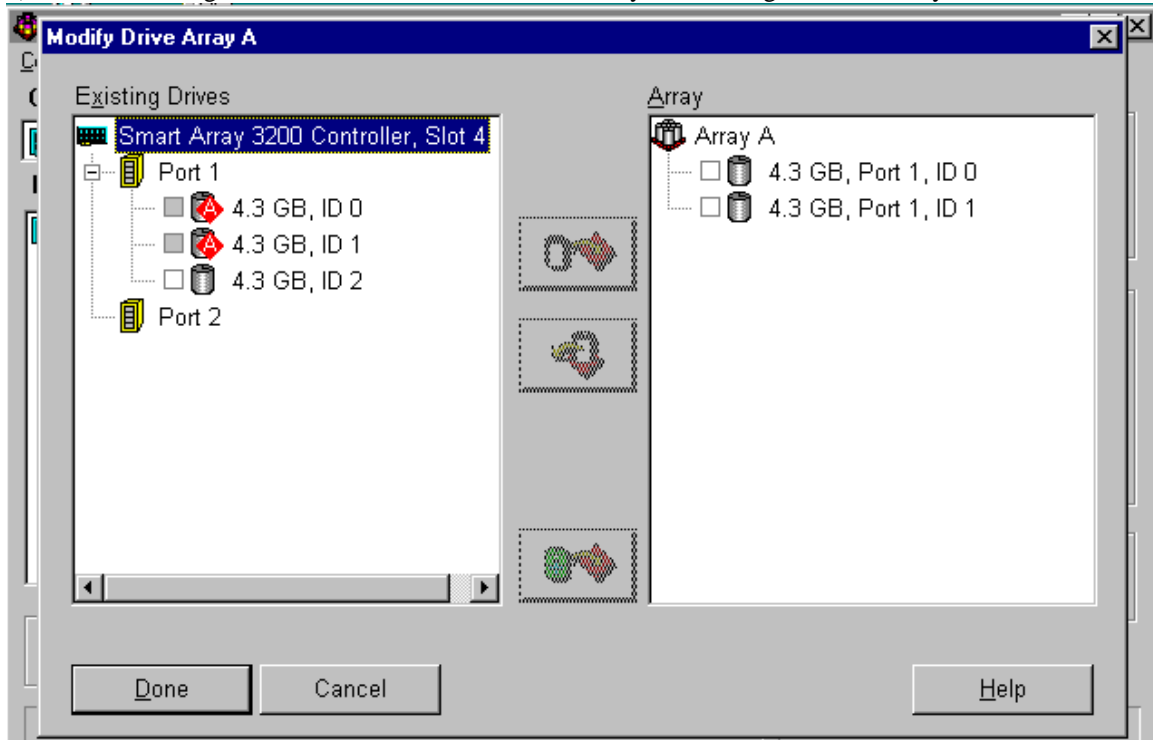 Modify Drive Array A
Existing Drives
Array
Smart Array 3200 Controller, Slot 4
Port 1
A 4.3 GB, ID 0
A 4.3 GB, ID 1
4.3 GB, ID 2
Port 2
Array A
4.3 GB, Port 1, ID 0
4.3 GB, Port 1, ID 1
Done
Cancel
Help